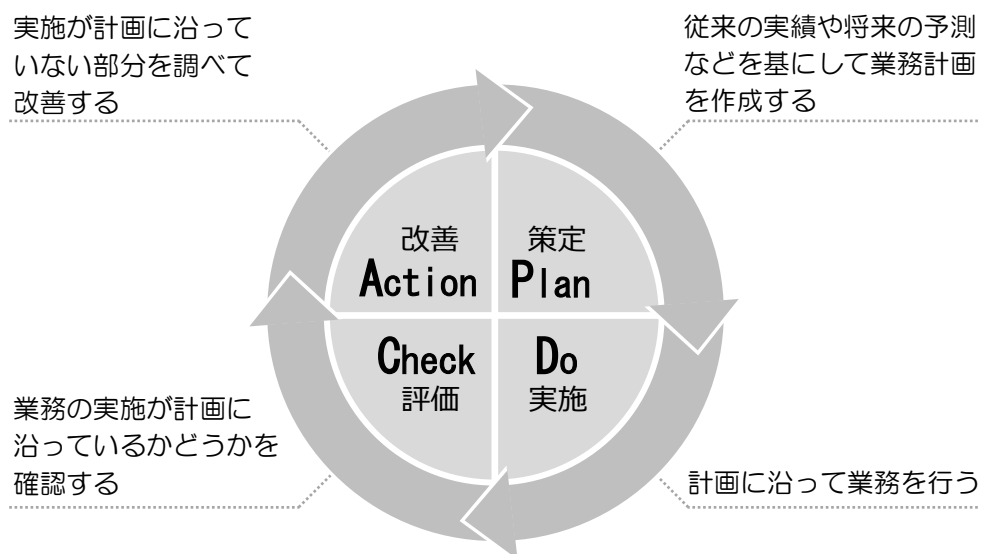 実施が計画に沿って
いない部分を調べて
改善する
従来の実績や将来の予測
などを基にして業務計画
を作成する
改善
Action
策定
Plan
Check
評価
Do
実施
業務の実施が計画に
沿っているかどうかを
確認する
計画に沿って業務を行う